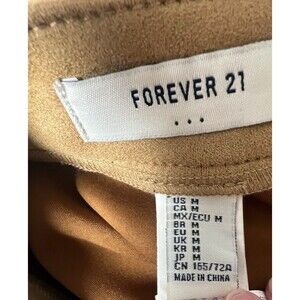 FOREVER 21
...
US M
CA M
MX/ECU M
BR M
EU M
UK M
KR M
JP M
CN 165/72A
MADE IN CHINA